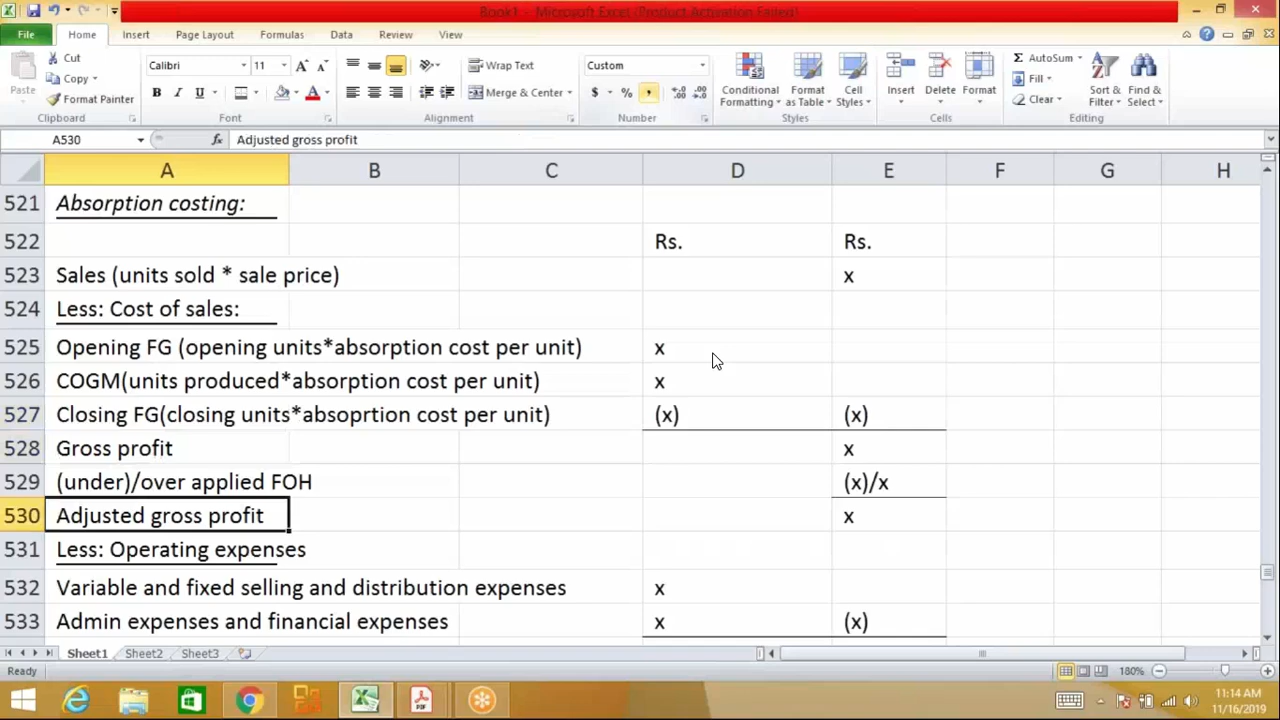 Book1 - Microsoft Excel (Product Activation Failed)
File Home Insert Page Layout Formulas Data Review View
Paste
Cut
Copy
Format Painter
Clipboard
Calibri 11
B I U
Font
Wrap Text
Merge & Center
Alignment
Custom
$ % ,
Number
Conditional Formatting
Format as Table
Cell Styles
Styles
Insert Delete Format
Cells
Σ AutoSum
Fill
Clear
Sort & Filter
Find & Select
Editing
A530 fx Adjusted gross profit
A B C D E F G H
521 Absorption costing:
522 Rs. Rs.
523 Sales (units sold * sale price) x
524 Less: Cost of sales:
525 Opening FG (opening units*absorption cost per unit) x
526 COGM(units produced*absorption cost per unit) x
527 Closing FG(closing units*absoprtion cost per unit) (x) (x)
528 Gross profit x
529 (under)/over applied FOH (x)/x
530 Adjusted gross profit x
531 Less: Operating expenses
532 Variable and fixed selling and distribution expenses x
533 Admin expenses and financial expenses x (x)
Sheet1 Sheet2 Sheet3
Ready 180%
11:14 AM
11/16/2019